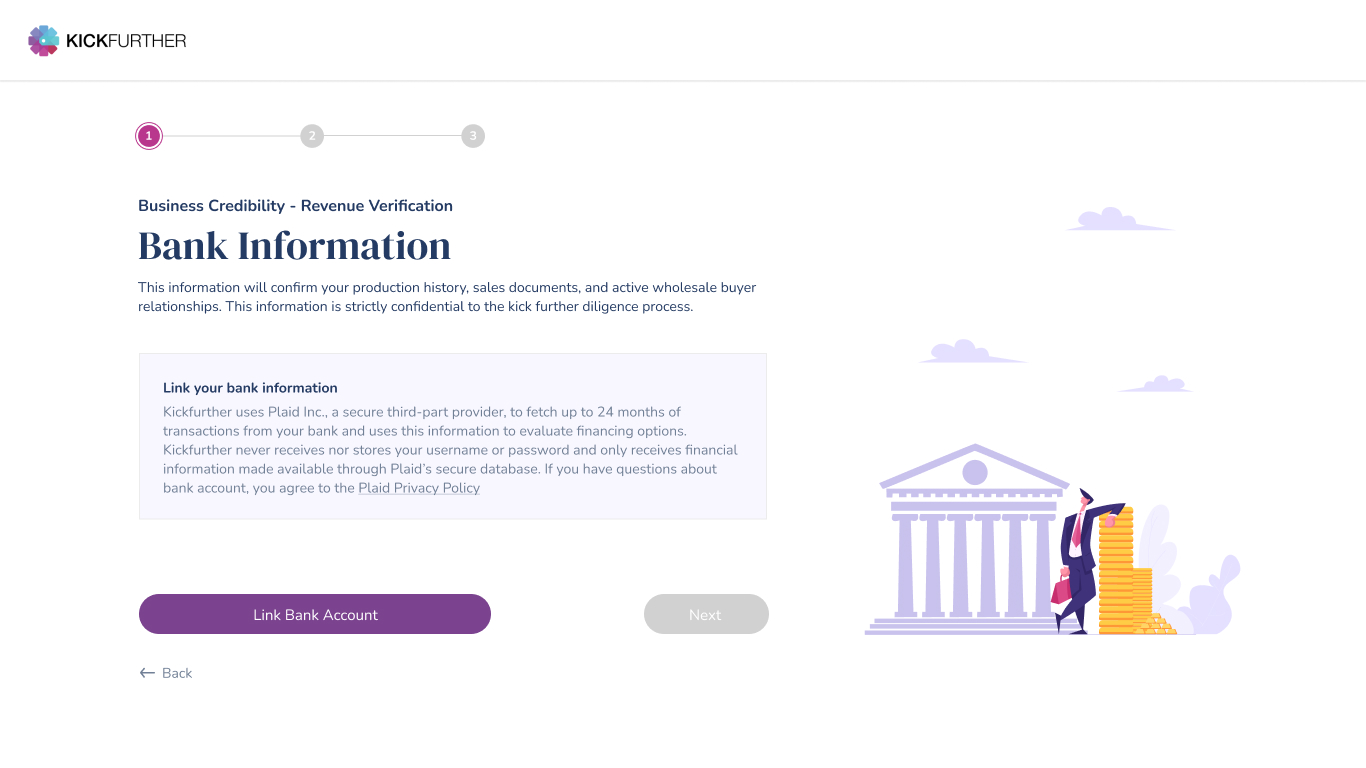 KICKFURTHER
1 2 3
Business Credibility - Revenue Verification
Bank Information
This information will confirm your production history, sales documents, and active wholesale buyer
relationships. This information is strictly confidential to the kick further diligence process.
Link your bank information
Kickfurther uses Plaid Inc., a secure third-part provider, to fetch up to 24 months of
transactions from your bank and uses this information to evaluate financing options.
Kickfurther never receives nor stores your username or password and only receives financial
information made available through Plaid’s secure database. If you have questions about
bank account, you agree to the Plaid Privacy Policy
Link Bank Account
Next
Back